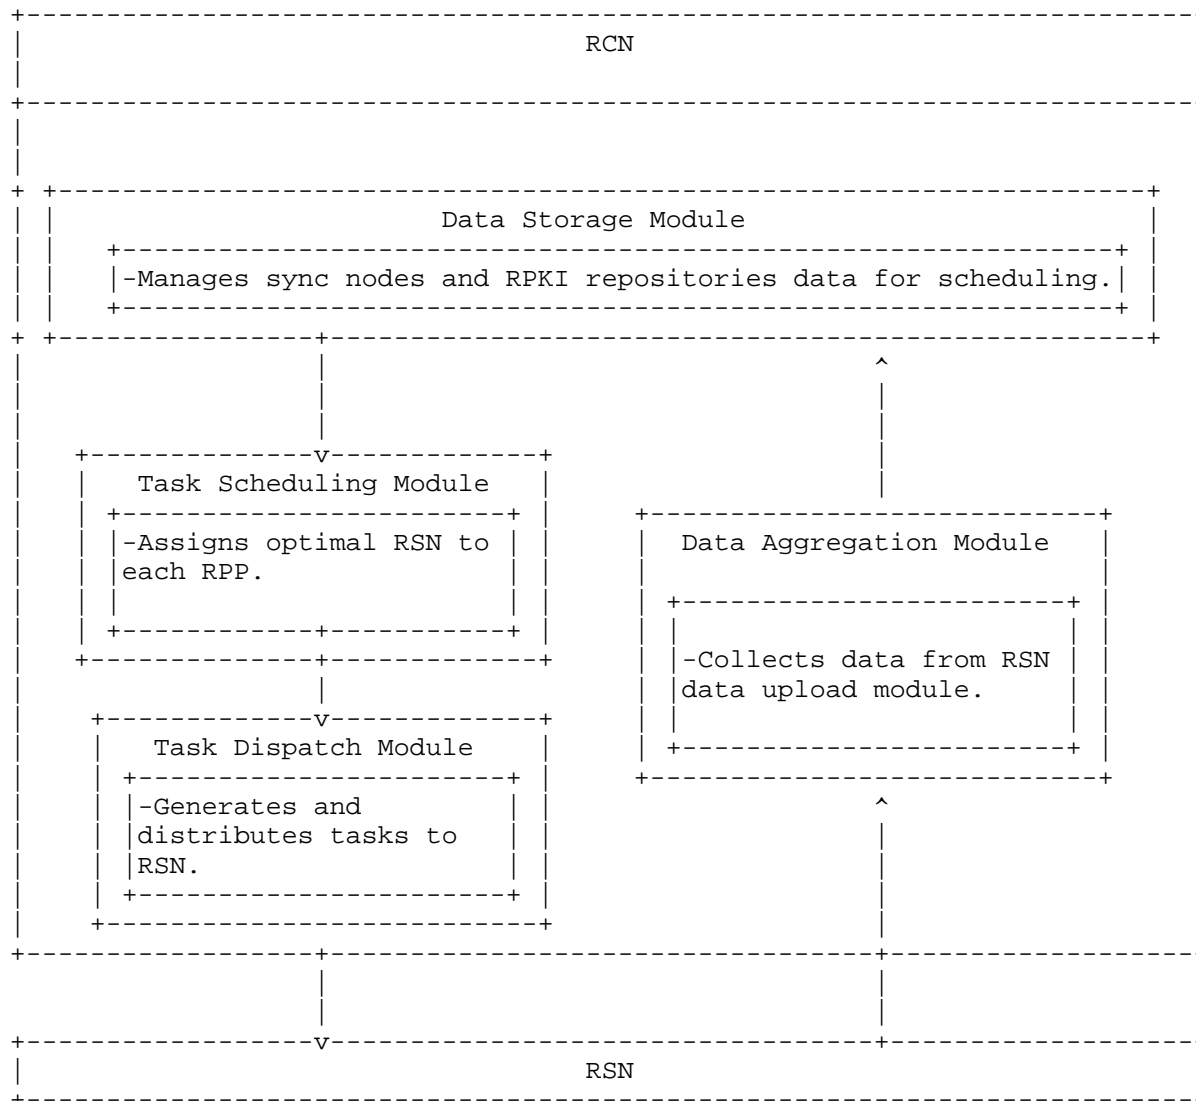 RCN
Data Storage Module
-Manages sync nodes and RPKI repositories data for scheduling.
Task Scheduling Module
-Assigns optimal RSN to
each RPP.
Data Aggregation Module
-Collects data from RSN
data upload module.
Task Dispatch Module
-Generates and
distributes tasks to
RSN.
RSN